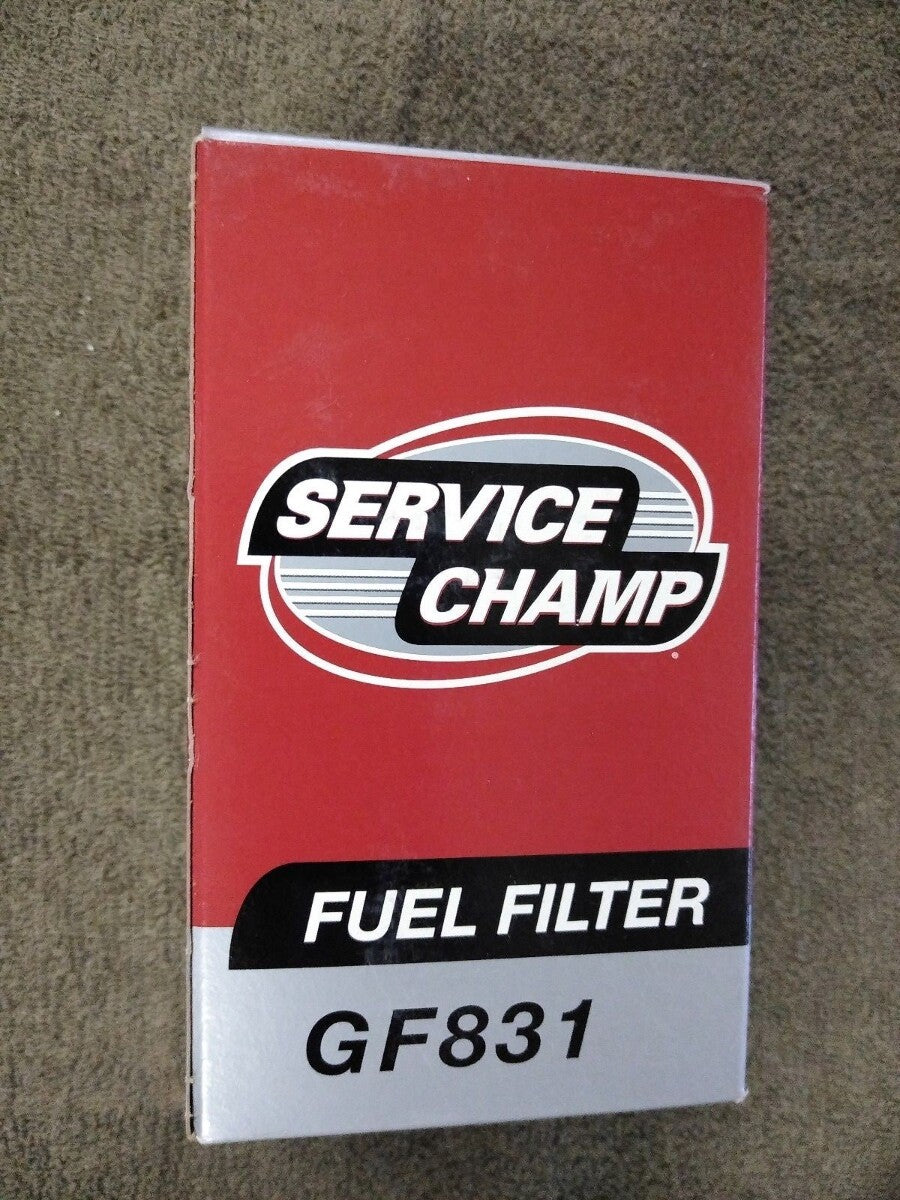 SERVICE
CHAMP
FUEL FILTER
GF831